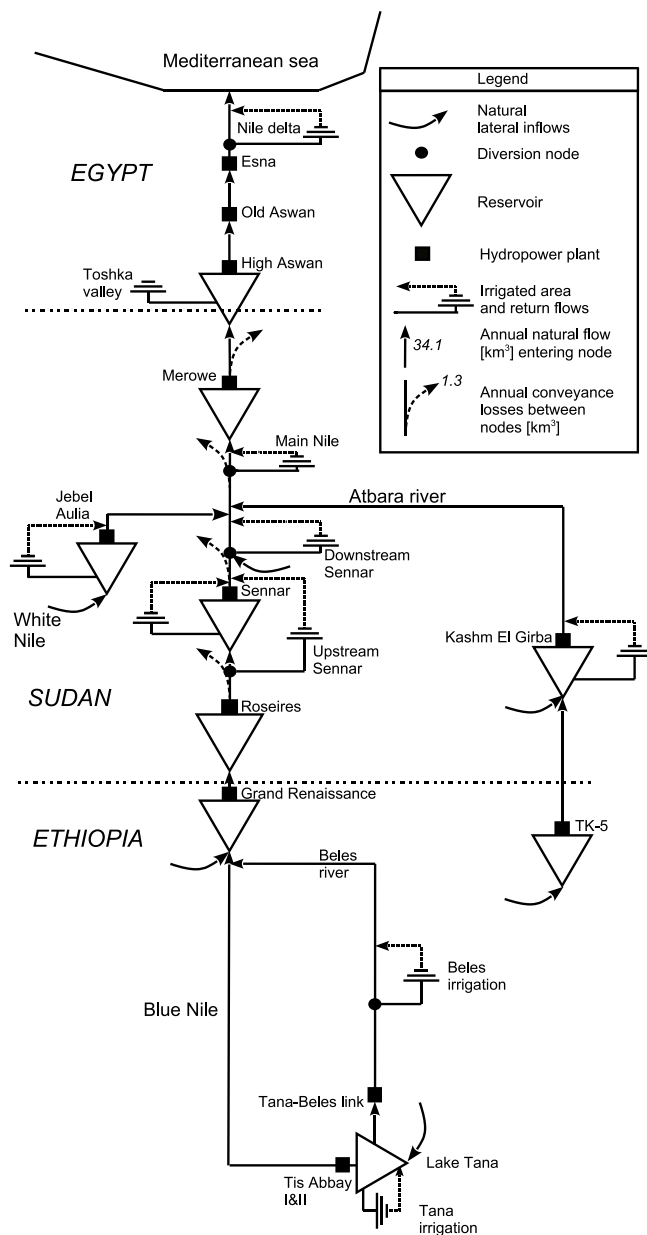 Mediterranean sea
Legend
Natural
lateral inflows
Diversion node
Reservoir
Hydropower plant
Irrigated area
and return flows
34.1
Annual natural flow
[km³] entering node
1.3
Annual conveyance
losses between
nodes [km³]
Nile delta
Esna
EGYPT
Old Aswan
High Aswan
Toshka
valley
Merowe
Main Nile
Jebel
Aulia
Atbara river
Downstream
Sennar
Sennar
White
Nile
Upstream
Sennar
Kashm El Girba
SUDAN
Roseires
Grand Renaissance
ETHIOPIA
TK-5
Beles
river
Beles
irrigation
Blue Nile
Tana-Beles link
Lake Tana
Tis Abbay
I&II
Tana
irrigation